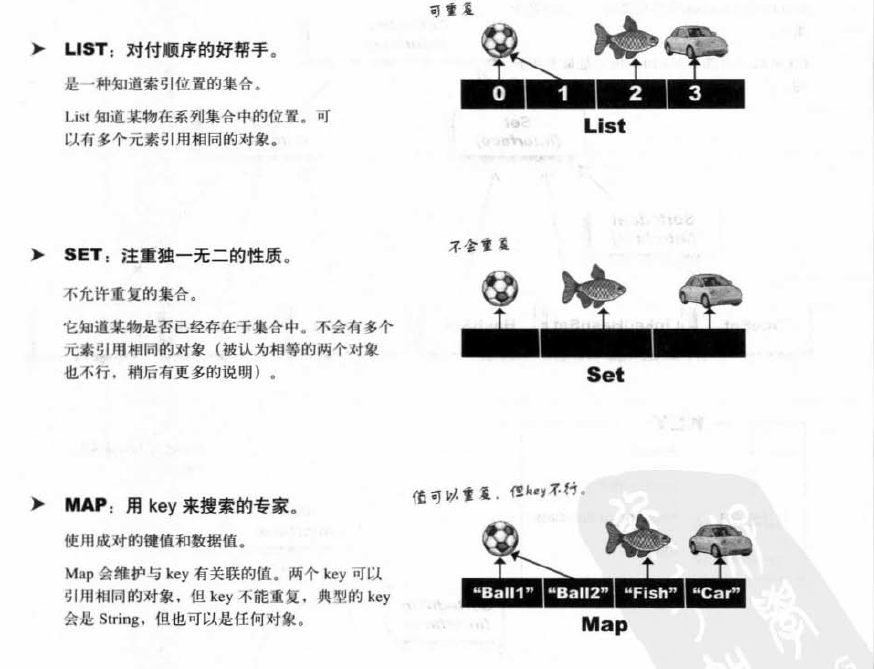 可重复
➤ LIST：对付顺序的好帮手。
是一种知道索引位置的集合。
List 知道某物在系列集合中的位置。可
以有多个元素引用相同的对象。
0 1 2 3
List
不会重复
➤ SET：注重独一无二的性质。
不允许重复的集合。
它知道某物是否已经存在于集合中。不会有多个
元素引用相同的对象（被认为相等的两个对象
也不行，稍后有更多的说明）。
Set
值可以重复，但key不行。
➤ MAP：用 key 来搜索的专家。
使用成对的键值和数据值。
Map 会维护与 key 有关联的值。两个 key 可以
引用相同的对象，但 key 不能重复，典型的 key
会是 String，但也可以是任何对象。
“Ball1” “Ball2” “Fish” “Car”
Map